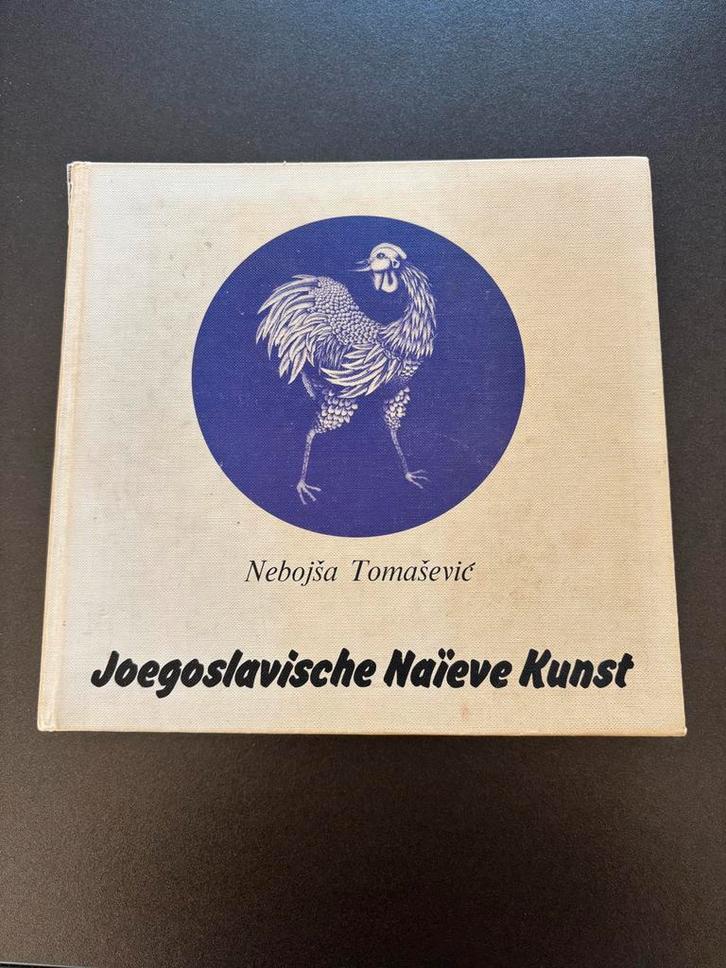 Nebojša Tomašević
Joegoslavische Naïeve Kunst